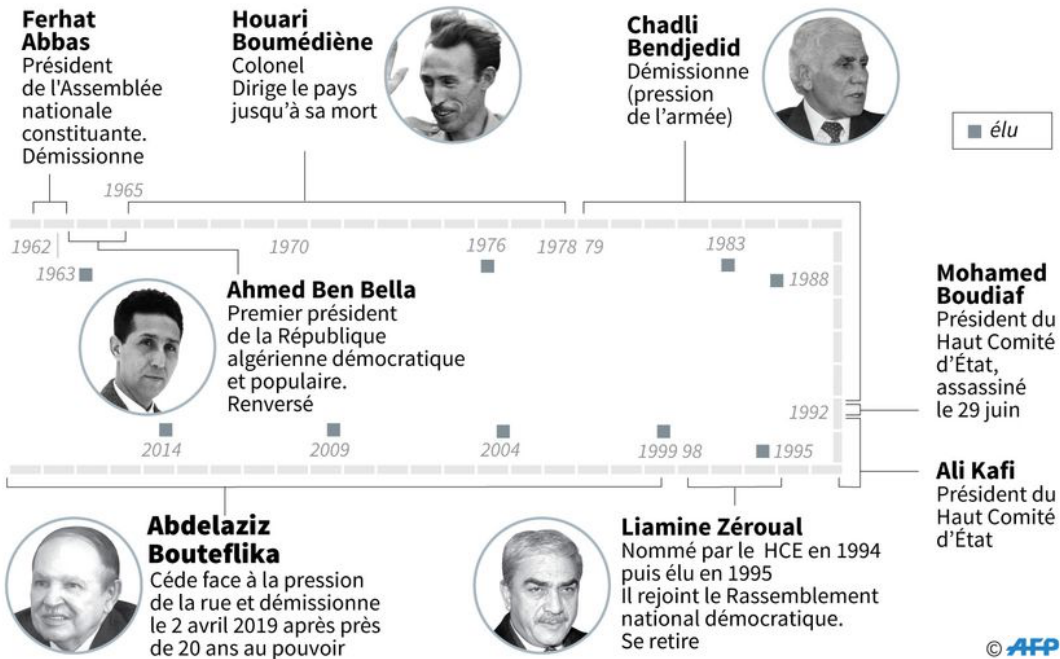 Ferhat
Abbas
Président
de l'Assemblée
nationale
constituante.
Démissionne
Houari
Boumédiène
Colonel
Dirige le pays
jusqu'à sa mort
Chadli
Bendjedid
Démissionne
(pression
de l'armée)
élu
1965
1962
1963
1970
1976
1978 79
1983
1988
Ahmed Ben Bella
Premier président
de la République
algérienne démocratique
et populaire.
Renversé
Mohamed
Boudiaf
Président du
Haut Comité
d'État,
assassiné
le 29 juin
1992
2014
2009
2004
1999 98
1995
Ali Kafi
Président du
Haut Comité
d'État
Abdelaziz
Bouteflika
Céde face à la pression
de la rue et démissionne
le 2 avril 2019 après près
de 20 ans au pouvoir
Liamine Zéroual
Nommé par le HCE en 1994
puis élu en 1995
Il rejoint le Rassemblement
national démocratique.
Se retire
© AFP